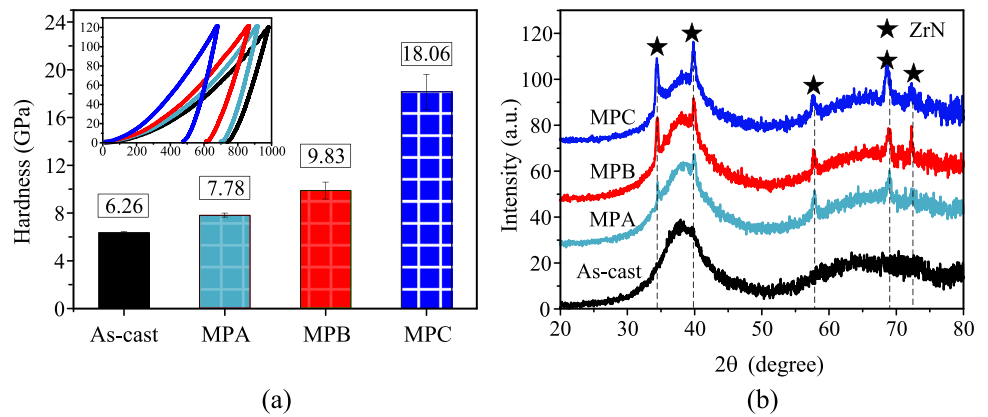 Hardness (GPa)
24
20
16
12
8
4
0
120
100
80
60
40
20
0
0 200 400 600 800 1000
6.26
7.78
9.83
18.06
As-cast MPA MPB MPC
(a)
Intensity (a.u.)
120
100
80
60
40
20
0
★ ZrN
MPC
MPB
MPA
As-cast
20 30 40 50 60 70 80
2θ (degree)
(b)